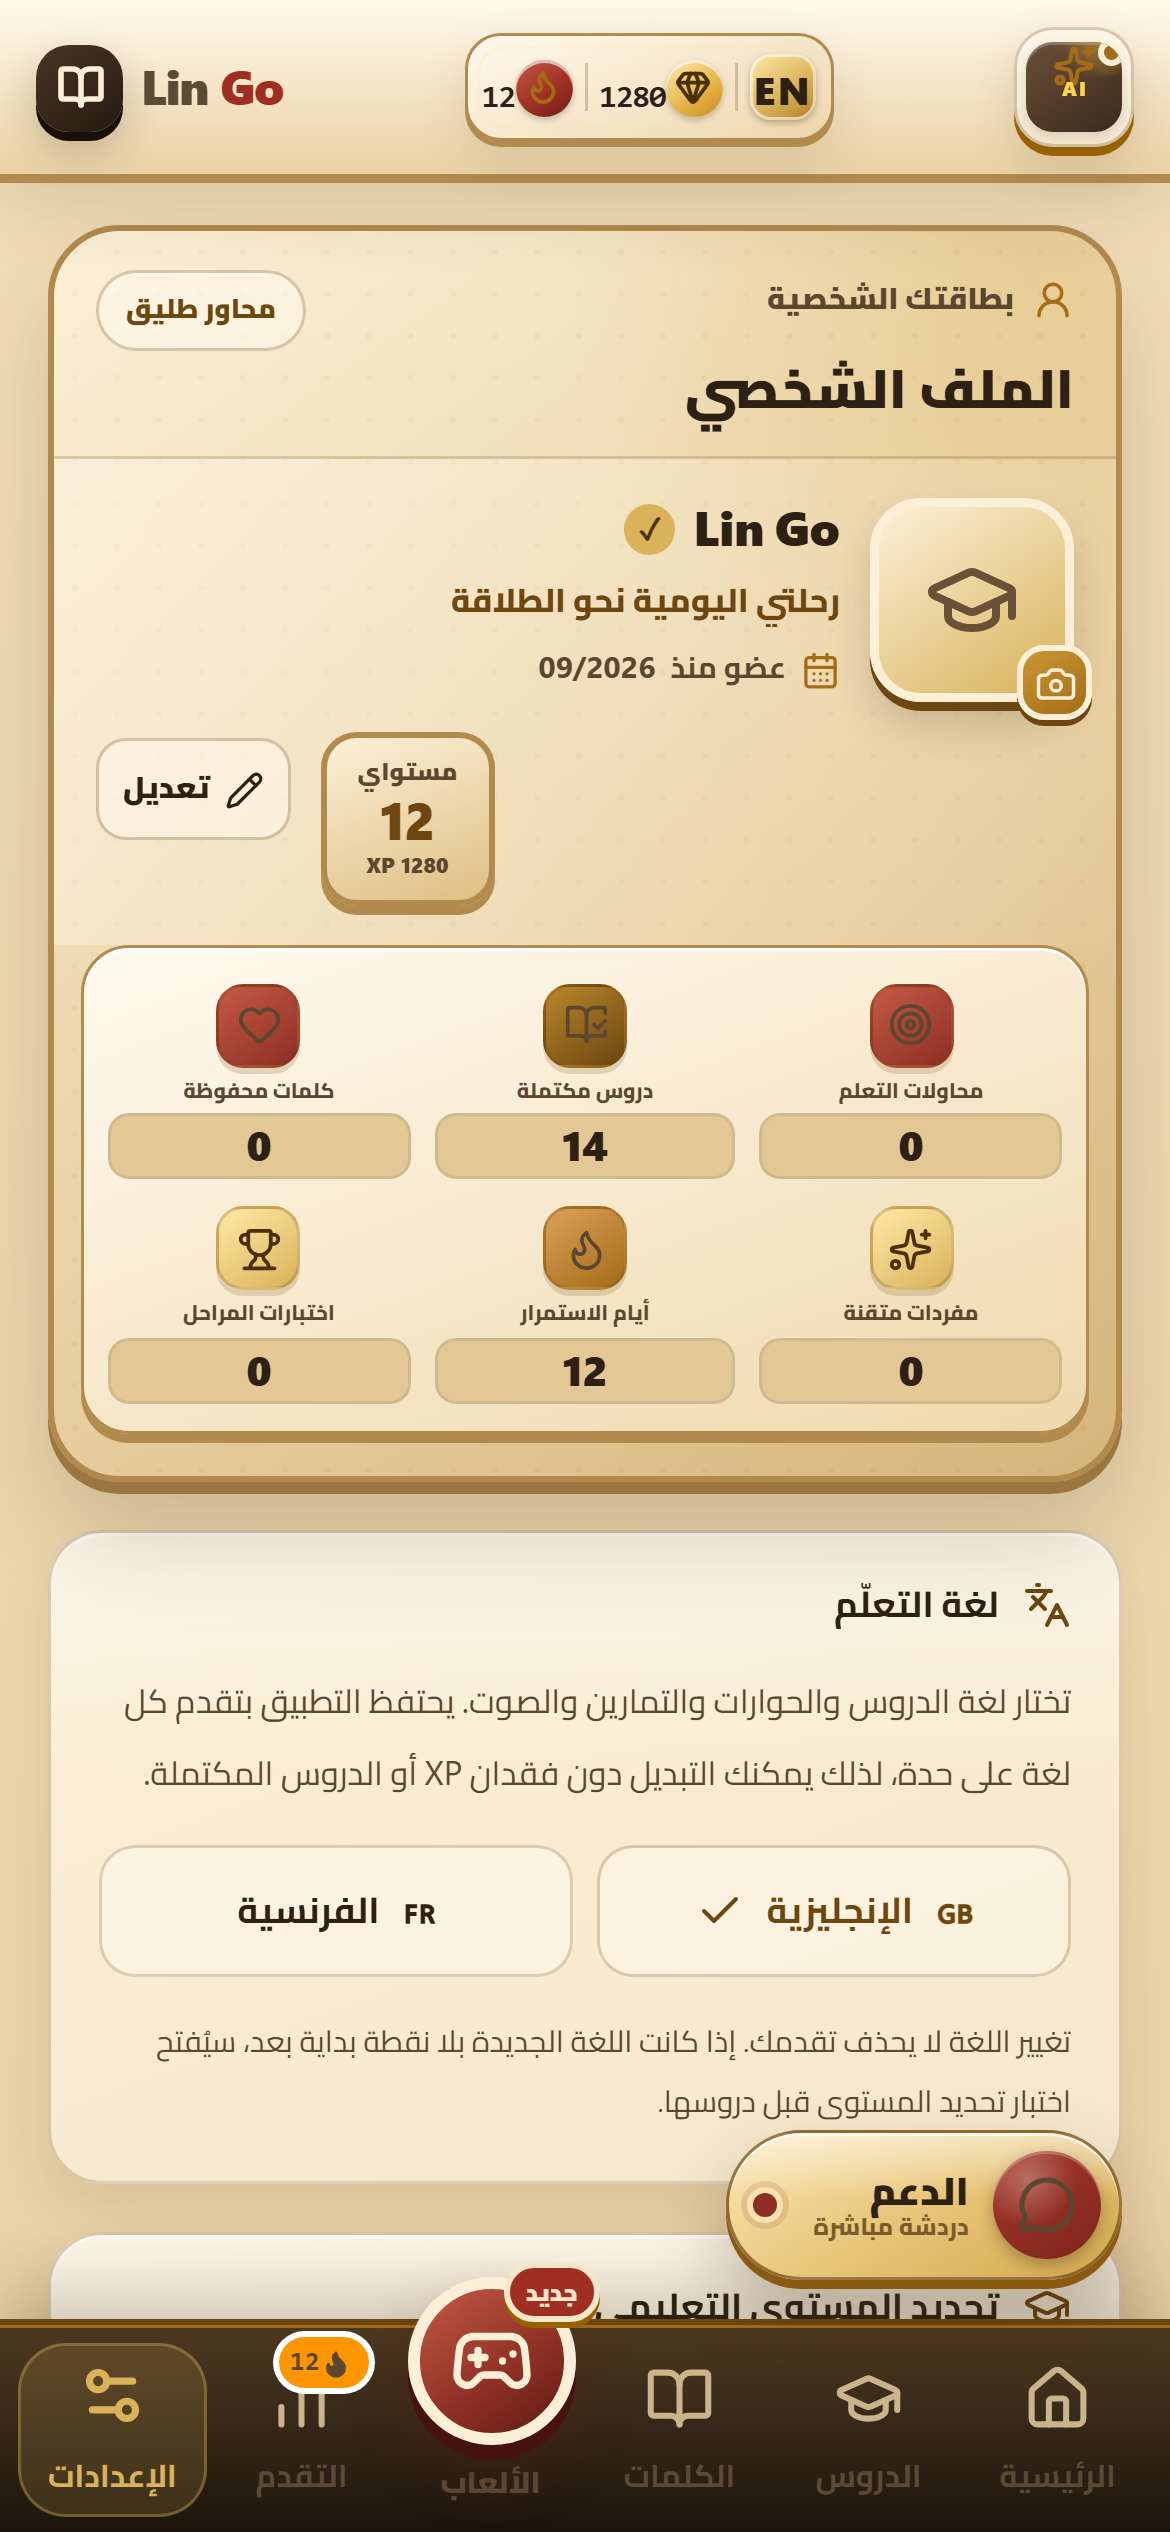 Lin Go
12 1280 EN
AI
بطاقتك الشخصية
محاور طليق
الملف الشخصي
Lin Go
رحلتي اليومية نحو الطلاقة
عضو منذ 09/2026
مستواي
12
XP 1280
تعديل
محاولات التعلم
0
دروس مكتملة
14
كلمات محفوظة
0
مفردات متقنة
0
أيام الاستمرار
12
اختبارات المراحل
0
لغة التعلّم
تختار لغة الدروس والحوارات والتمارين والصوت. يحتفظ التطبيق بتقدم كل
لغة على حدة، لذلك يمكنك التبديل دون فقدان XP أو الدروس المكتملة.
GB الإنجليزية
FR الفرنسية
تغيير اللغة لا يحذف تقدمك. إذا كانت اللغة الجديدة بلا نقطة بداية بعد، سيُفتح
اختبار تحديد المستوى قبل دروسها.
الدعم
دردشة مباشرة
تحديد المستوى التعليمي
جديد
12
الرئيسية
الدروس
الكلمات
الألعاب
التقدم
الإعدادات